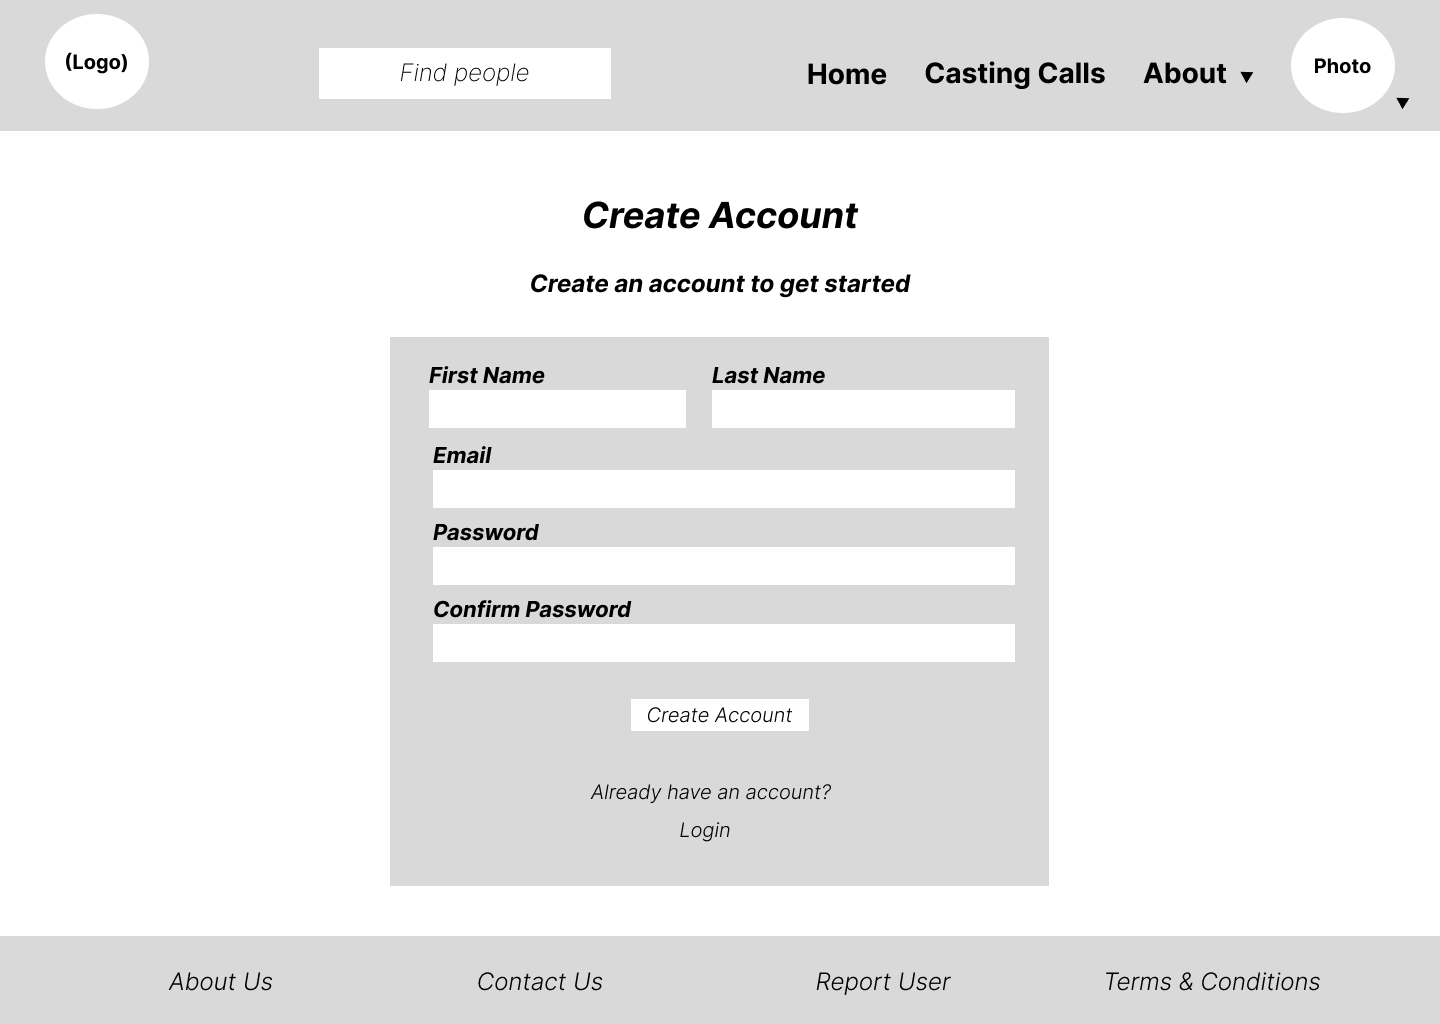 (Logo)
Find people
Home
Casting Calls
About ▼
Photo
▼
Create Account
Create an account to get started
First Name
Last Name
Email
Password
Confirm Password
Create Account
Already have an account?
Login
About Us
Contact Us
Report User
Terms & Conditions